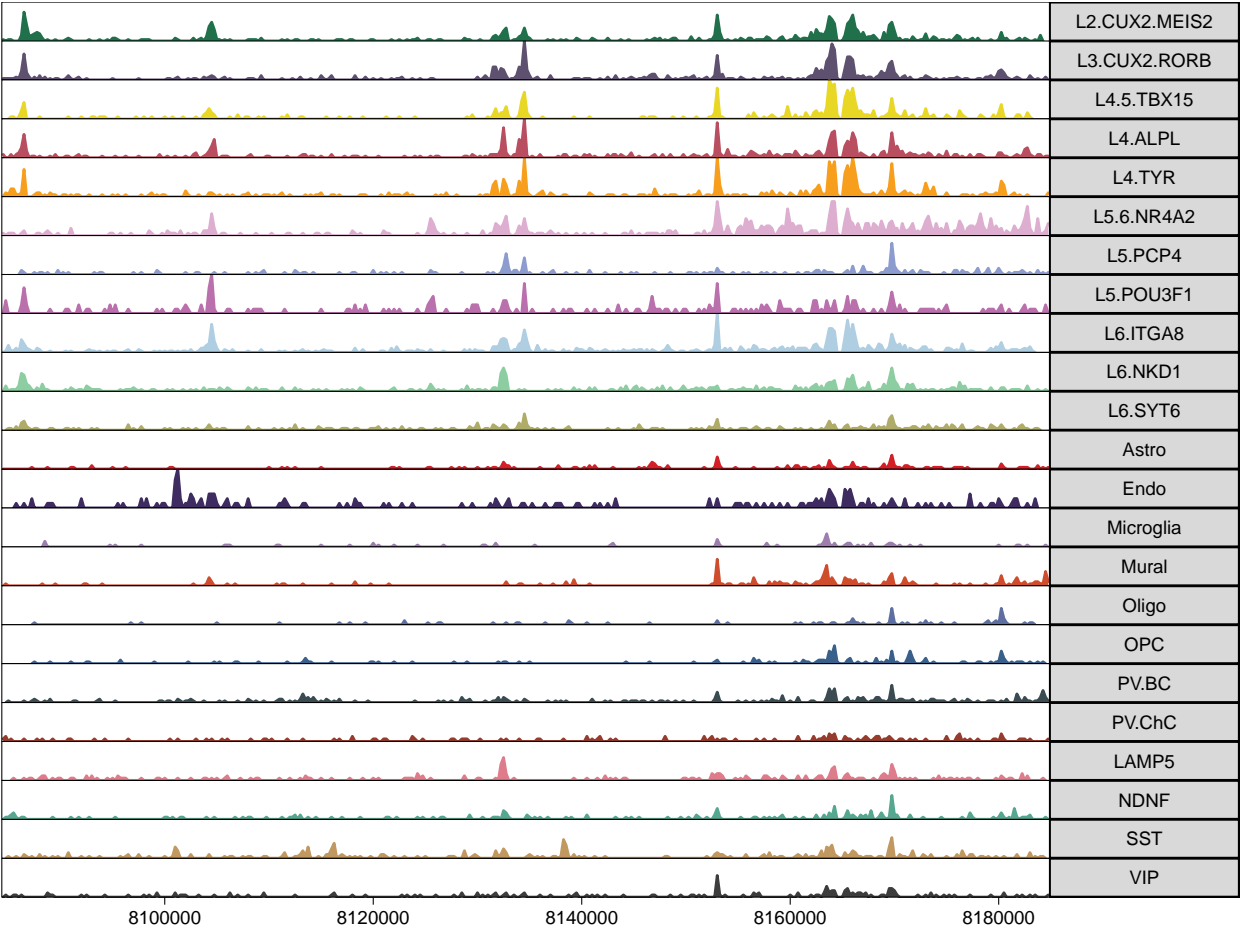 L2.CUX2.MEIS2
L3.CUX2.RORB
L4.5.TBX15
L4.ALPL
L4.TYR
L5.6.NR4A2
L5.PCP4
L5.POU3F1
L6.ITGA8
L6.NKD1
L6.SYT6
Astro
Endo
Microglia
Mural
Oligo
OPC
PV.BC
PV.ChC
LAMP5
NDNF
SST
VIP
8100000 8120000 8140000 8160000 8180000